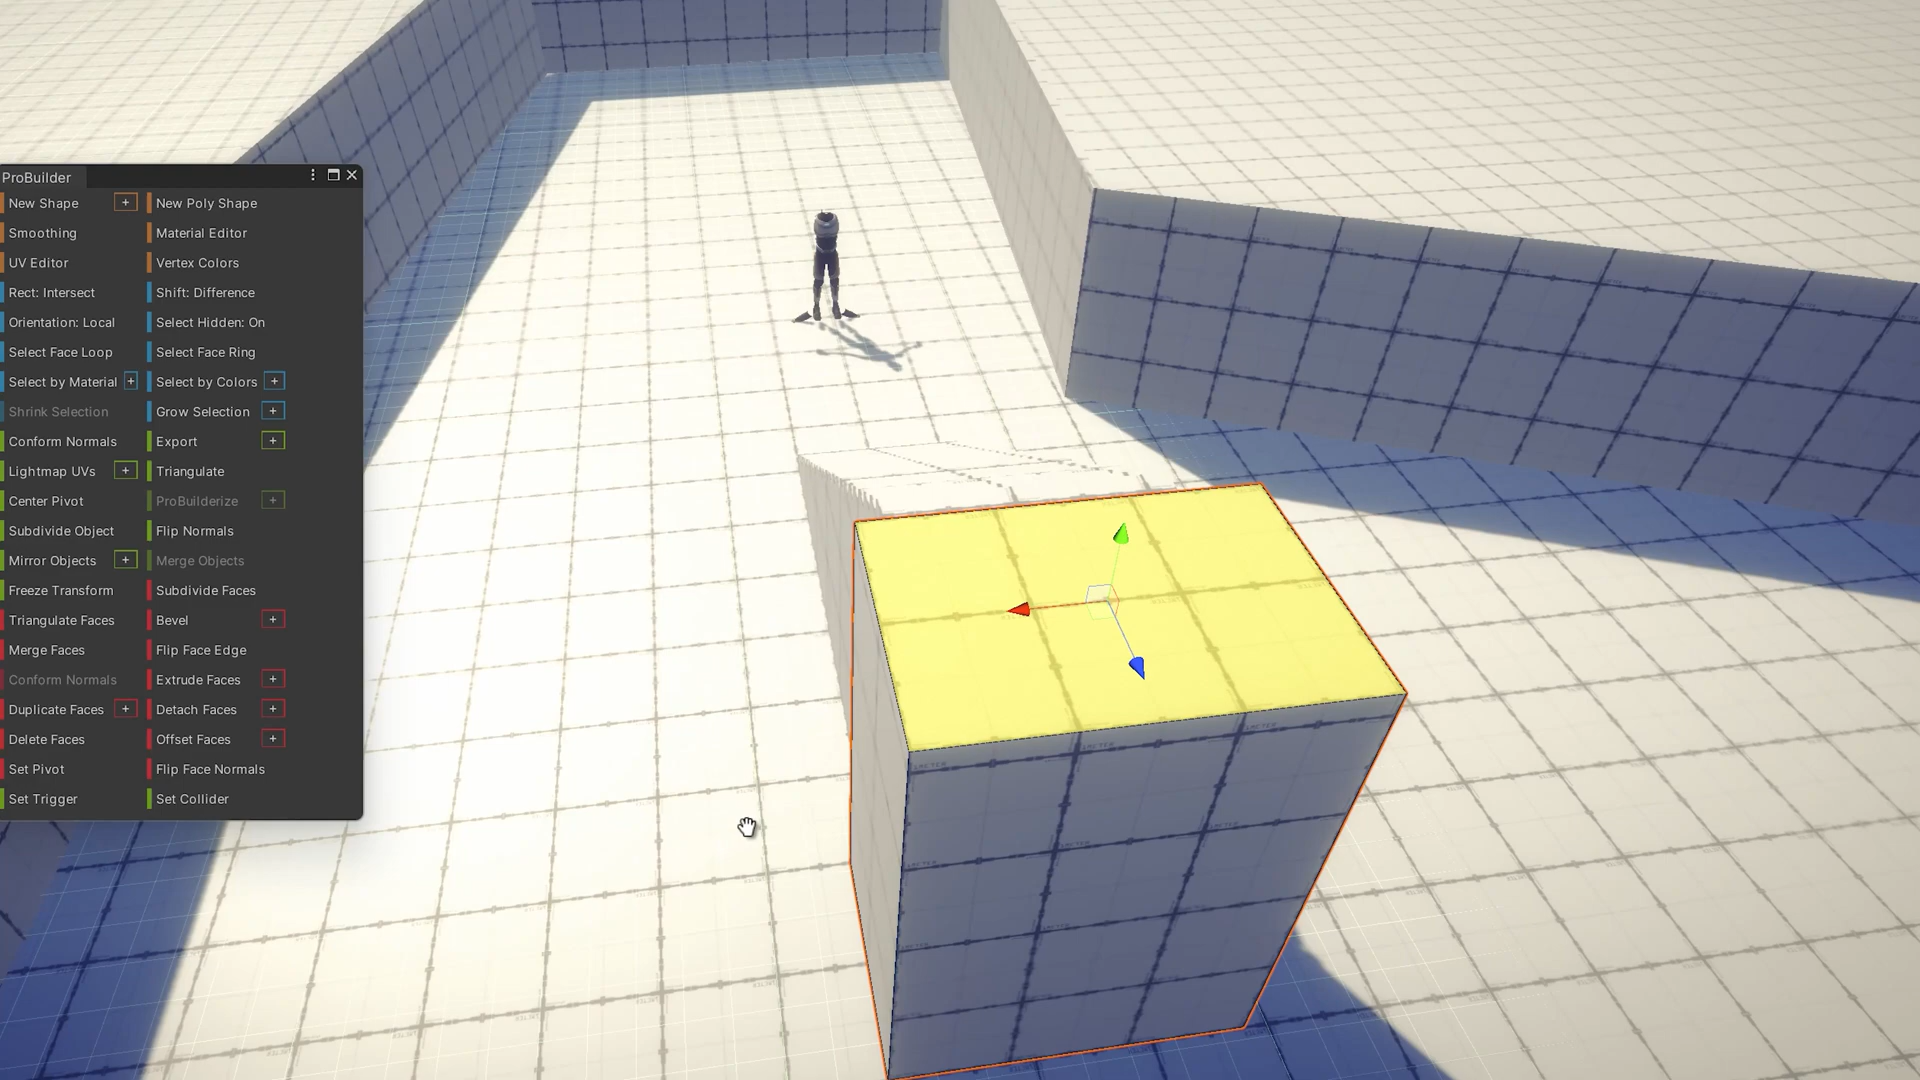 ProBuilder
New Shape + New Poly Shape
Smoothing Material Editor
UV Editor Vertex Colors
Rect: Intersect Shift: Difference
Orientation: Local Select Hidden: On
Select Face Loop Select Face Ring
Select by Material + Select by Colors +
Shrink Selection Grow Selection +
Conform Normals Export +
Lightmap UVs + Triangulate
Center Pivot ProBuilderize +
Subdivide Object Flip Normals
Mirror Objects + Merge Objects
Freeze Transform Subdivide Faces
Triangulate Faces Bevel +
Merge Faces Flip Face Edge
Conform Normals Extrude Faces +
Duplicate Faces + Detach Faces +
Delete Faces Offset Faces +
Set Pivot Flip Face Normals
Set Trigger Set Collider